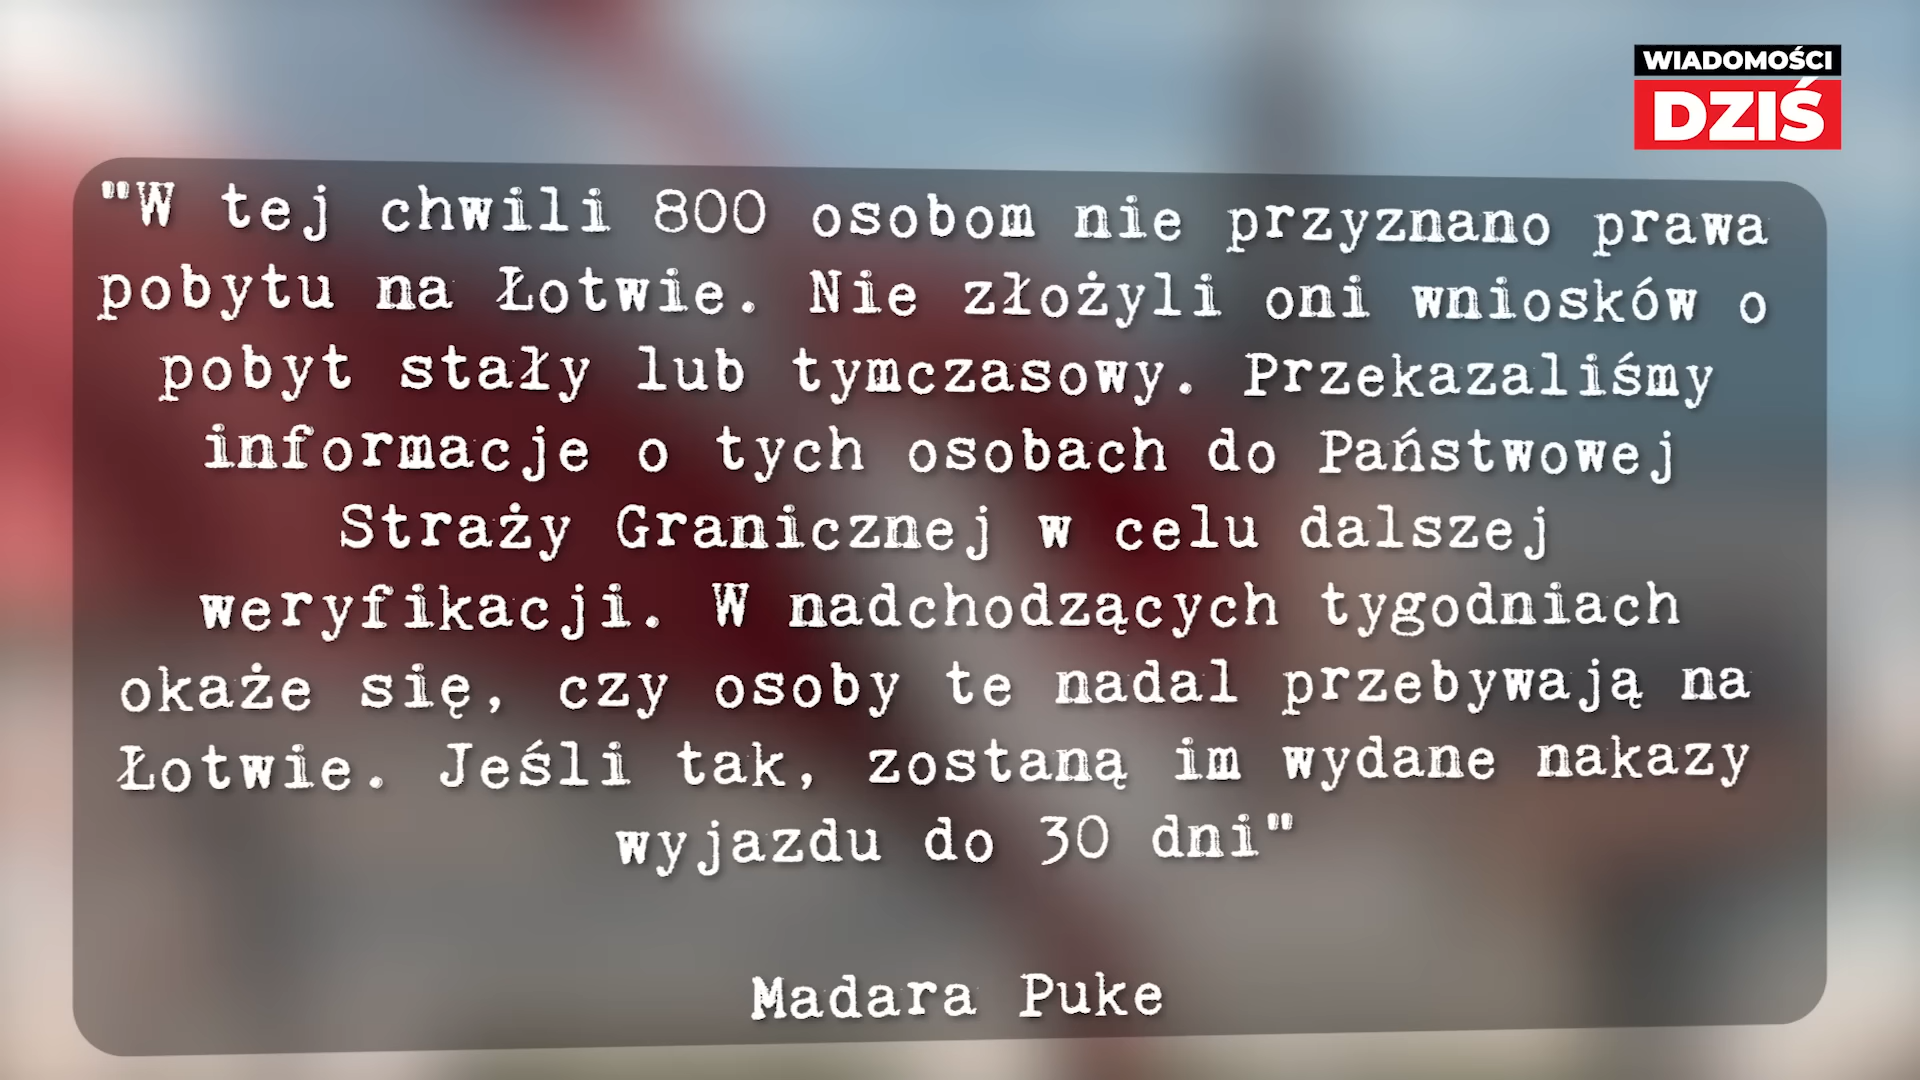 WIADOMOŚCI
DZIŚ
"W tej chwili 800 osobom nie przyznano prawa
pobytu na Łotwie. Nie złożyli oni wniosków o
pobyt stały lub tymczasowy. Przekazaliśmy
informacje o tych osobach do Państwowej
Straży Granicznej w celu dalszej
weryfikacji. W nadchodzących tygodniach
okaże się, czy osoby te nadal przebywają na
Łotwie. Jeśli tak, zostaną im wydane nakazy
wyjazdu do 30 dni"
Madara Puke